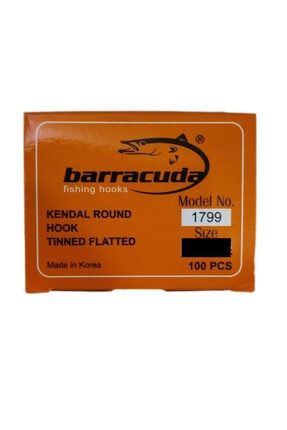 ®
barracuda
fishing hooks
Model No.
1799
KENDAL ROUND
HOOK
TINNED FLATTED
Size
Made in Korea
100 PCS